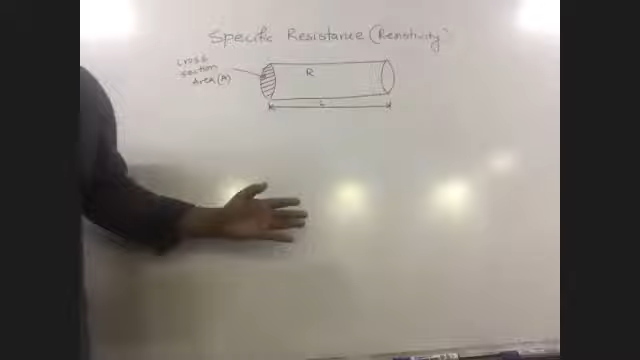 Specific Resistance (Resistivity)
cross
section
Area (A)
R
L